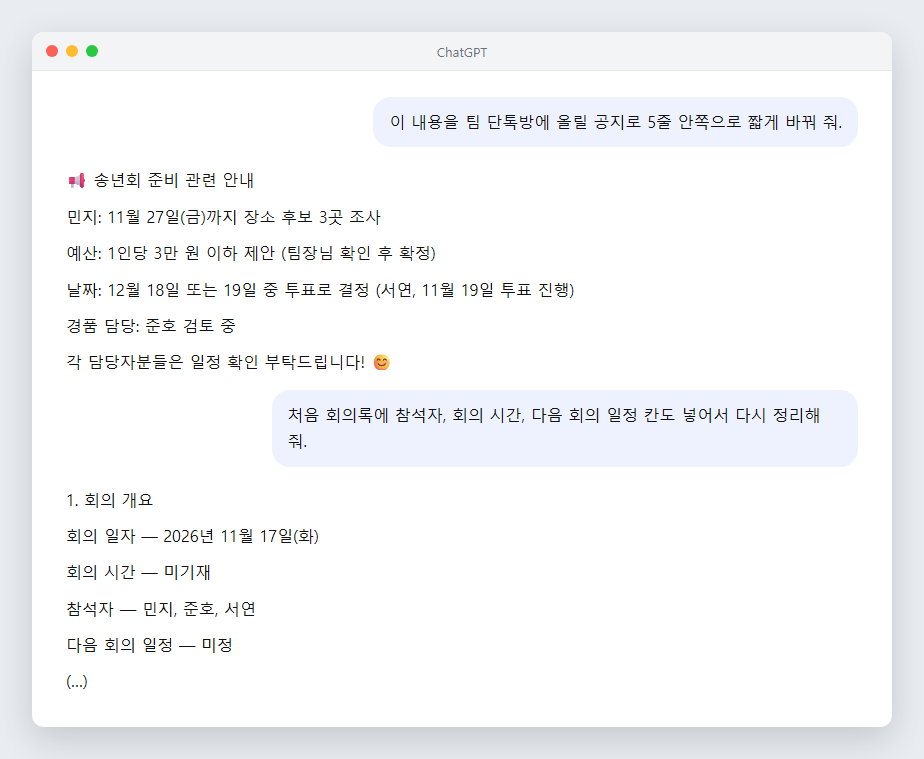 ChatGPT
이 내용을 팀 단톡방에 올릴 공지로 5줄 안쪽으로 짧게 바꿔 줘.
📢 송년회 준비 관련 안내
민지: 11월 27일(금)까지 장소 후보 3곳 조사
예산: 1인당 3만 원 이하 제안 (팀장님 확인 후 확정)
날짜: 12월 18일 또는 19일 중 투표로 결정 (서연, 11월 19일 투표 진행)
경품 담당: 준호 검토 중
각 담당자분들은 일정 확인 부탁드립니다! 😊
처음 회의록에 참석자, 회의 시간, 다음 회의 일정 칸도 넣어서 다시 정리해
줘.
1. 회의 개요
회의 일자 — 2026년 11월 17일(화)
회의 시간 — 미기재
참석자 — 민지, 준호, 서연
다음 회의 일정 — 미정
(...)